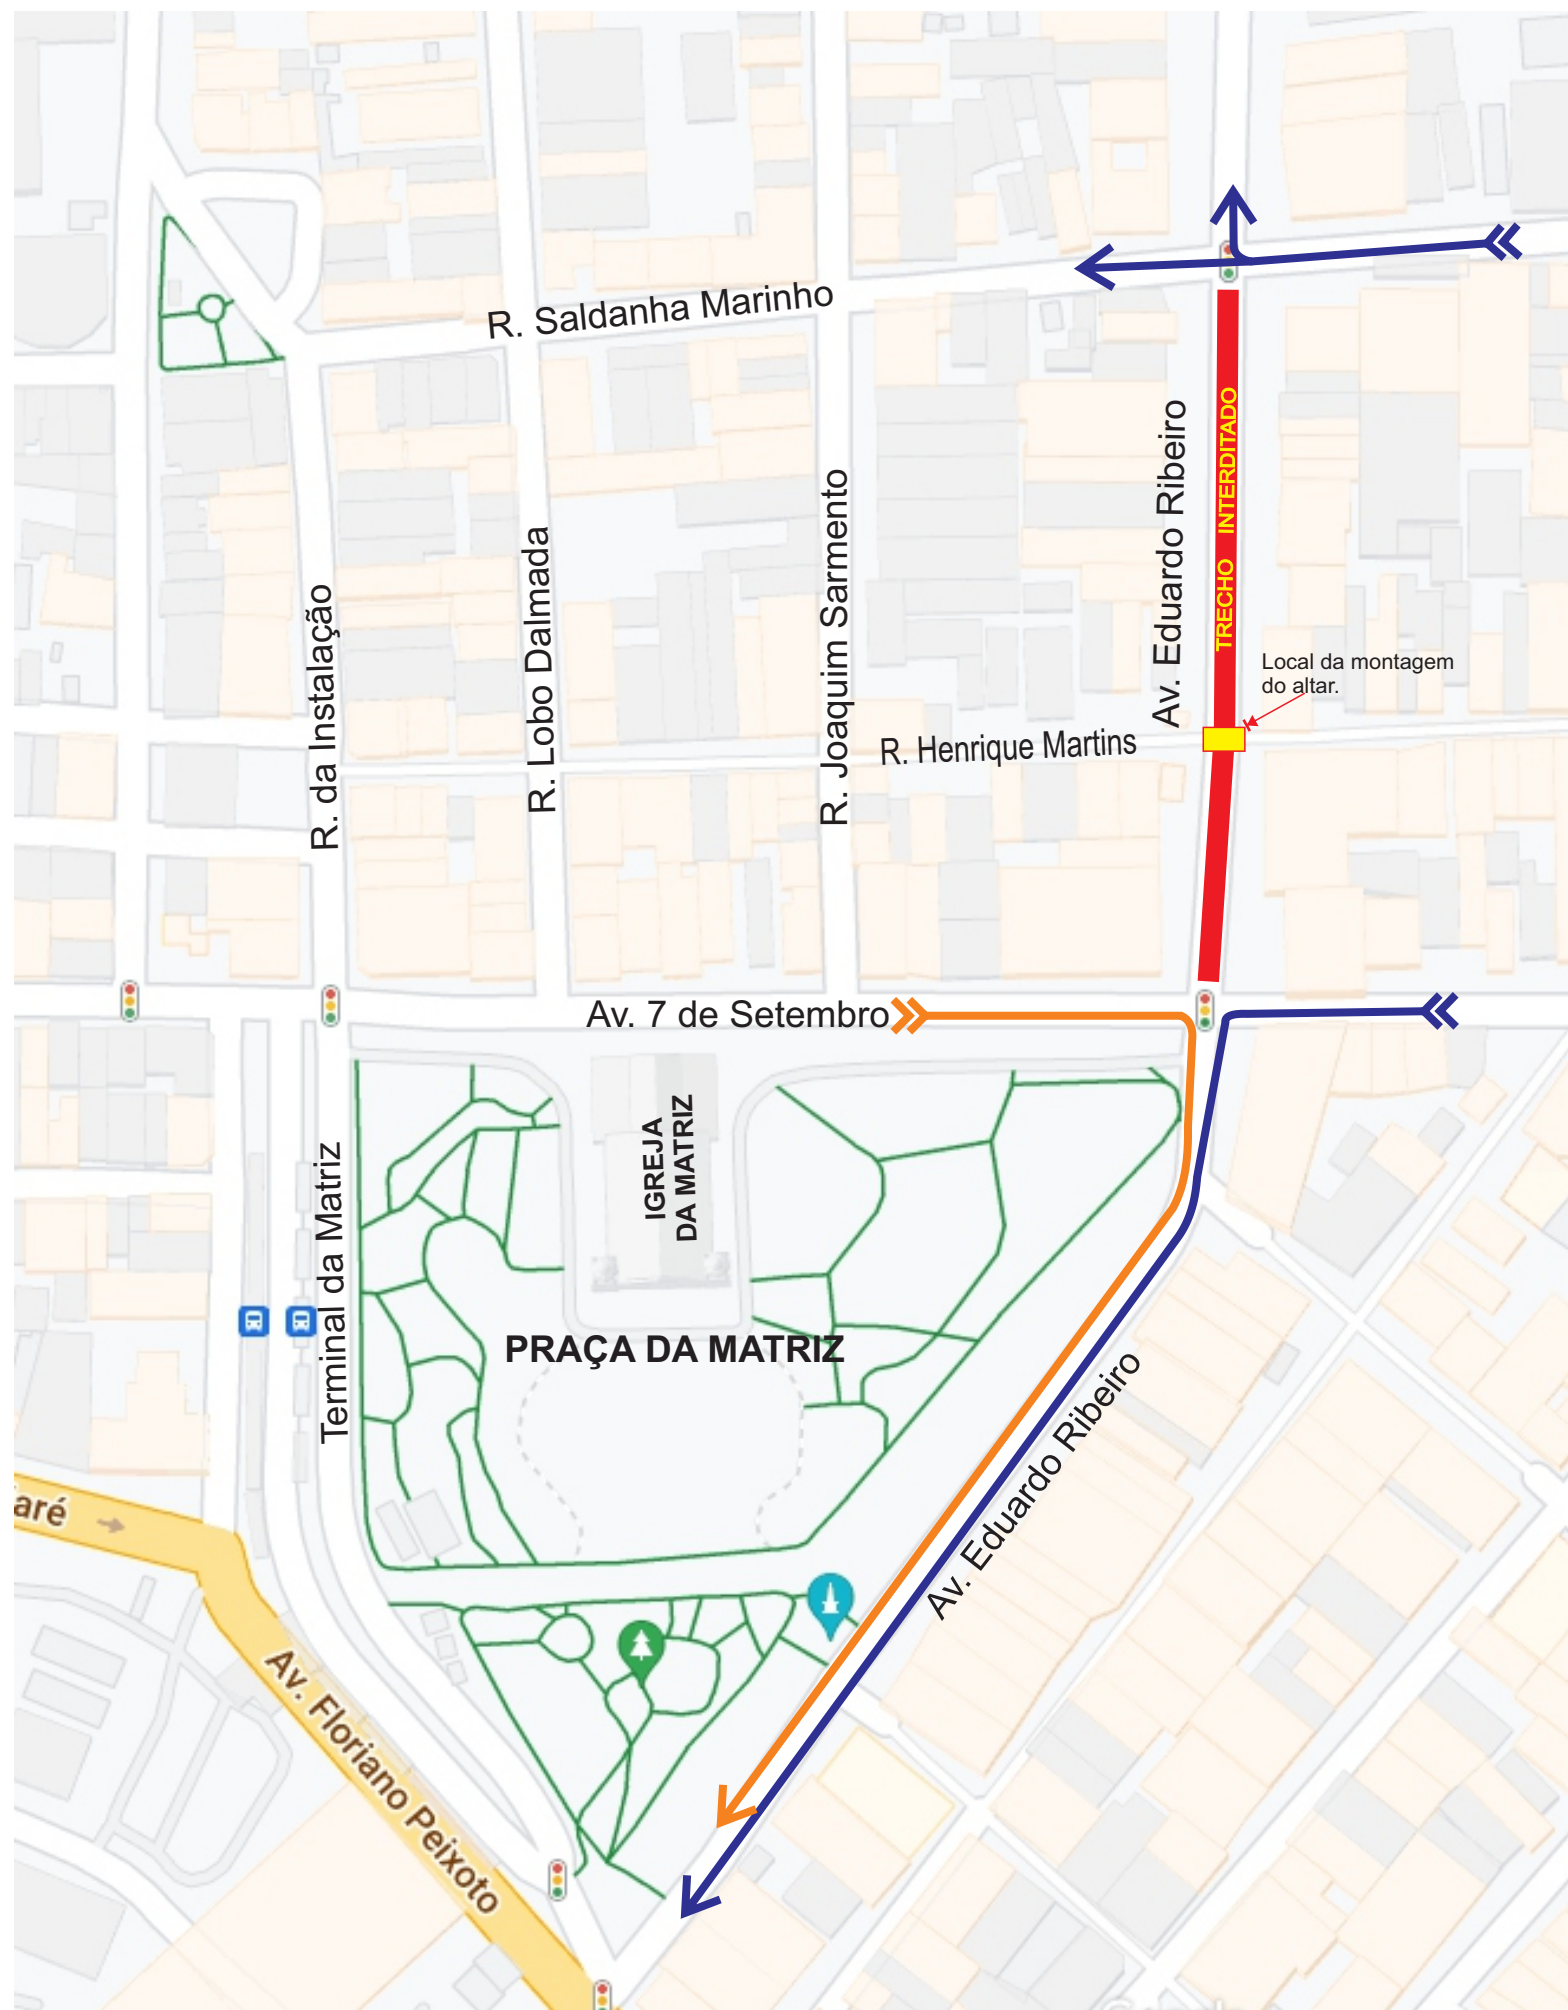 R. Saldanha Marinho
Av. Eduardo Ribeiro
TRECHO INTERDITADO
R. Joaquim Sarmento
R. Lobo Dalmada
R. da Instalação
Local da montagem
do altar.
R. Henrique Martins
Av. 7 de Setembro
IGREJA
DA MATRIZ
Terminal da Matriz
PRAÇA DA MATRIZ
Av. Eduardo Ribeiro
aré
Av. Floriano Peixoto